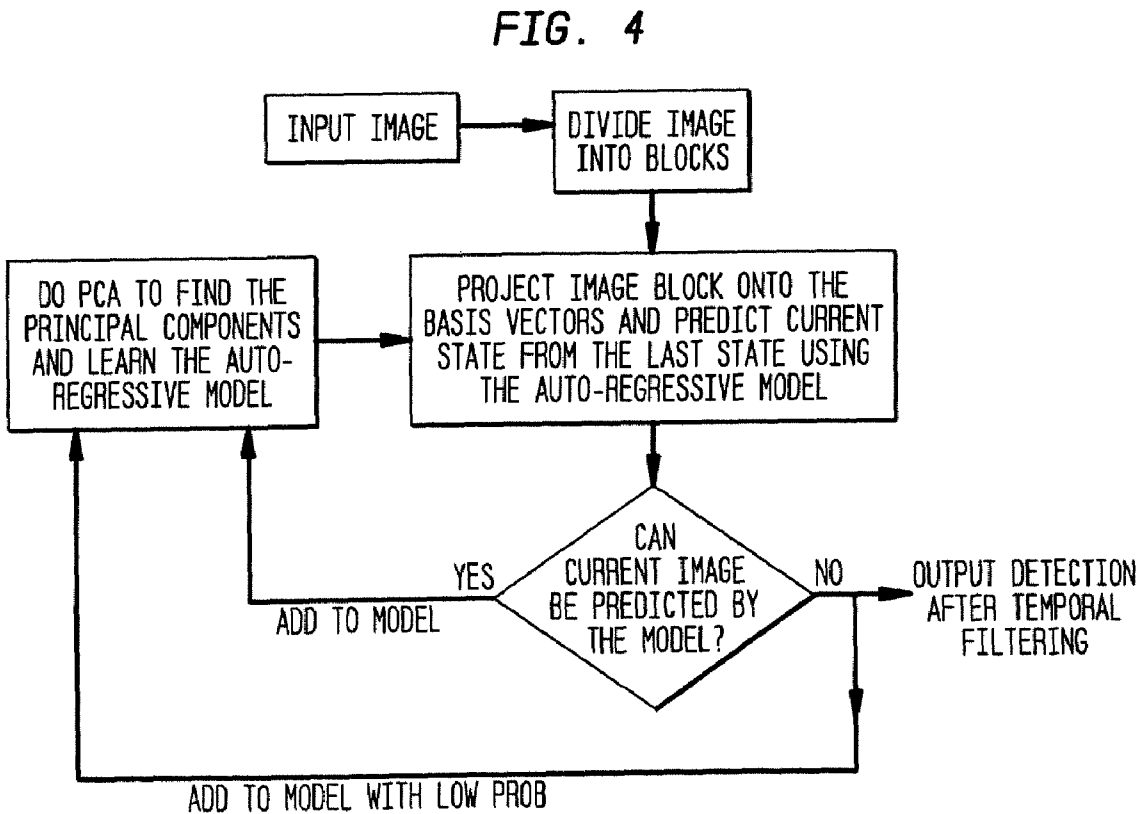 FIG. 4
INPUT IMAGE
DIVIDE IMAGE
INTO BLOCKS
DO PCA TO FIND THE
PRINCIPAL COMPONENTS
AND LEARN THE AUTO-
REGRESSIVE MODEL
PROJECT IMAGE BLOCK ONTO THE
BASIS VECTORS AND PREDICT CURRENT
STATE FROM THE LAST STATE USING
THE AUTO-REGRESSIVE MODEL
CAN
CURRENT IMAGE
BE PREDICTED BY
THE MODEL?
YES
ADD TO MODEL
NO
OUTPUT DETECTION
AFTER TEMPORAL
FILTERING
ADD TO MODEL WITH LOW PROB